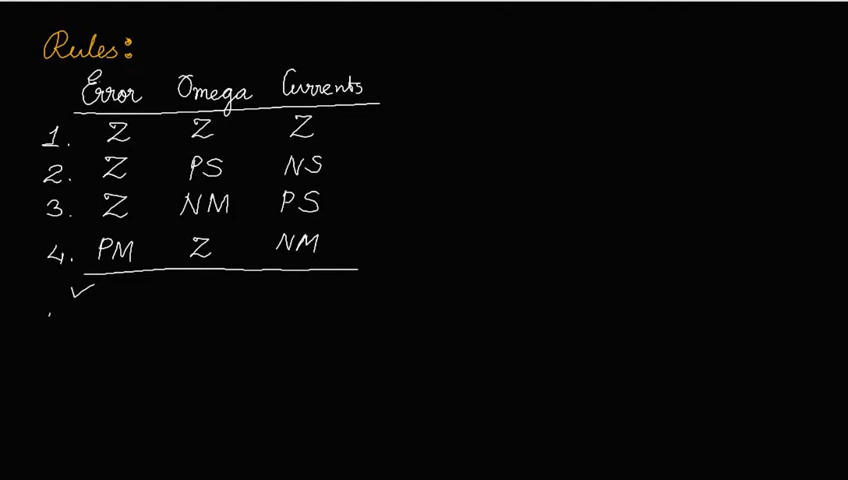 Rules:
Error Omega Currents
1. Z Z Z
2. Z PS NS
3. Z NM PS
4. PM Z NM